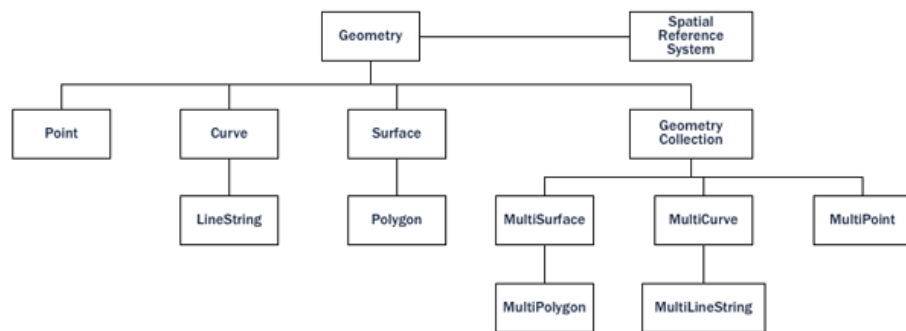 Geometry
Spatial
Reference
System
Point
Curve
Surface
Geometry
Collection
LineString
Polygon
MultiSurface
MultiCurve
MultiPoint
MultiPolygon
MultiLineString